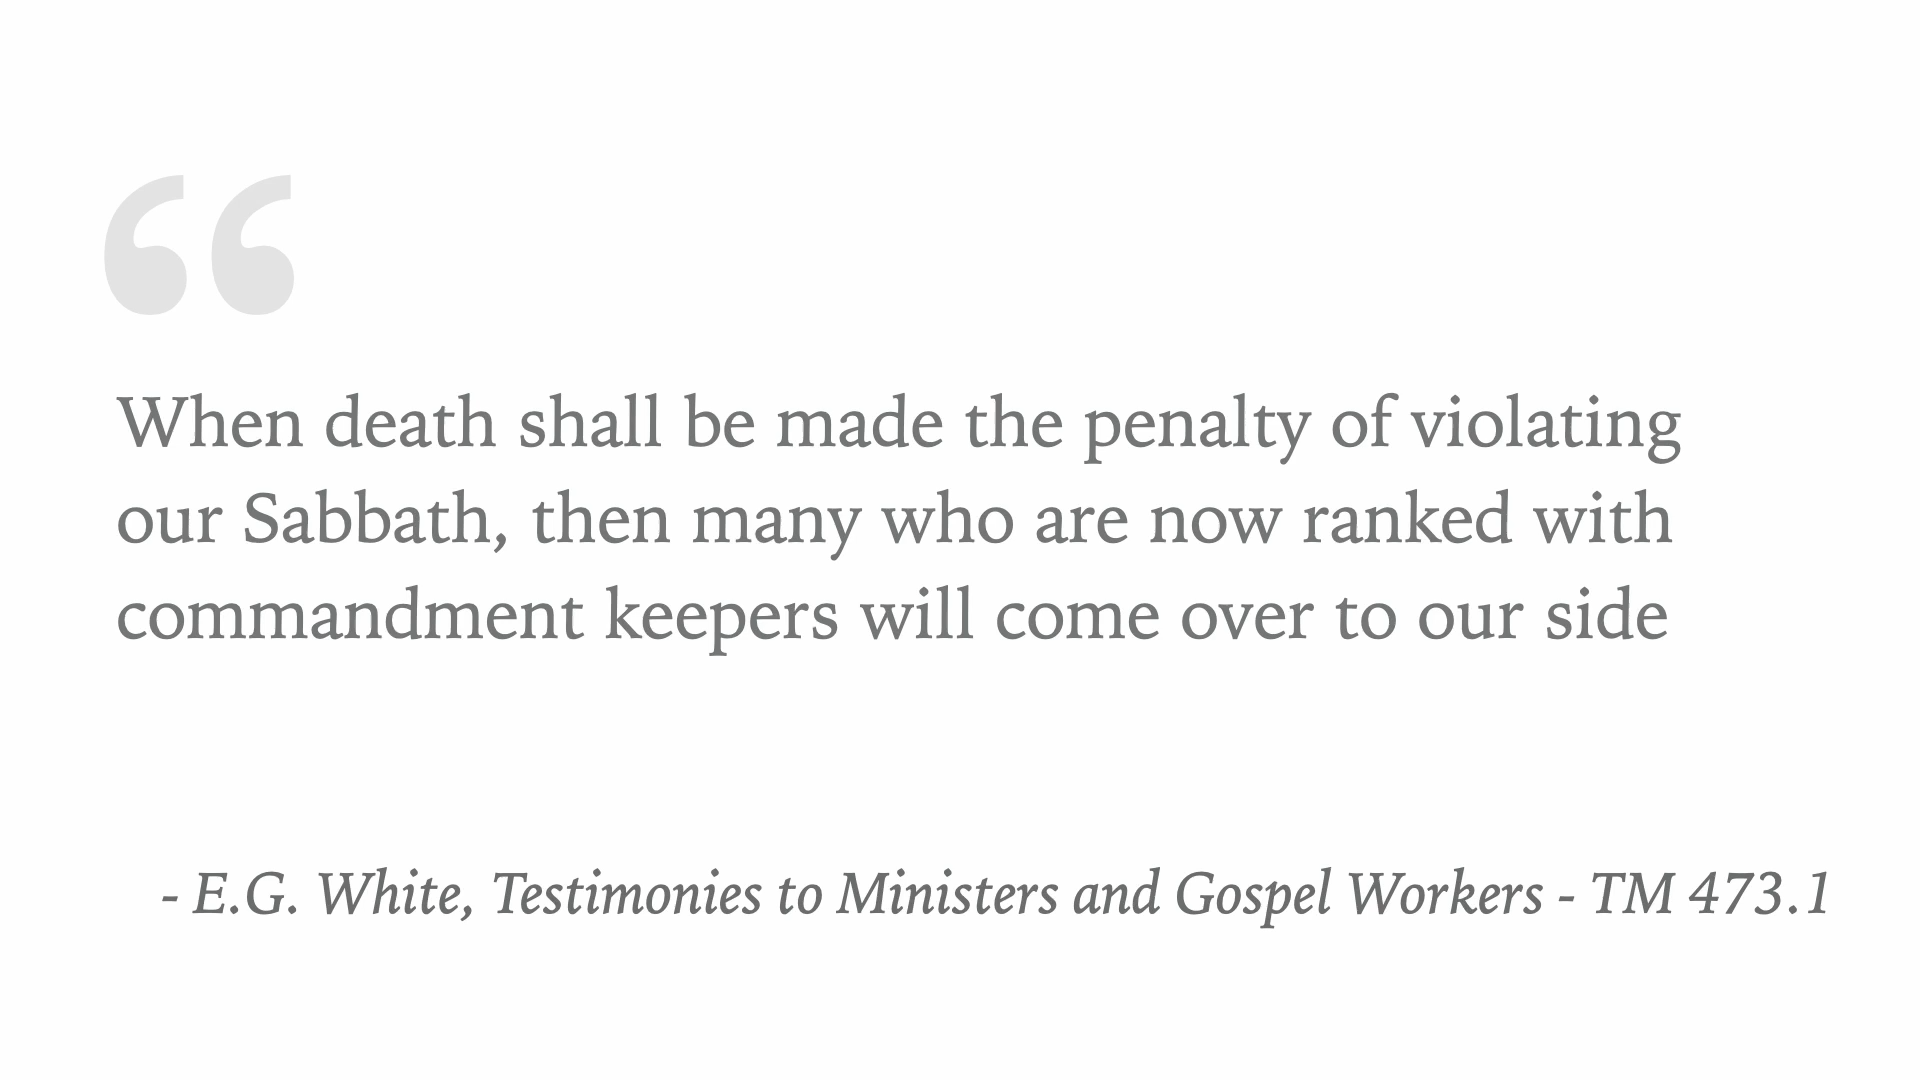 “
When death shall be made the penalty of violating
our Sabbath, then many who are now ranked with
commandment keepers will come over to our side
- E.G. White, Testimonies to Ministers and Gospel Workers - TM 473.1